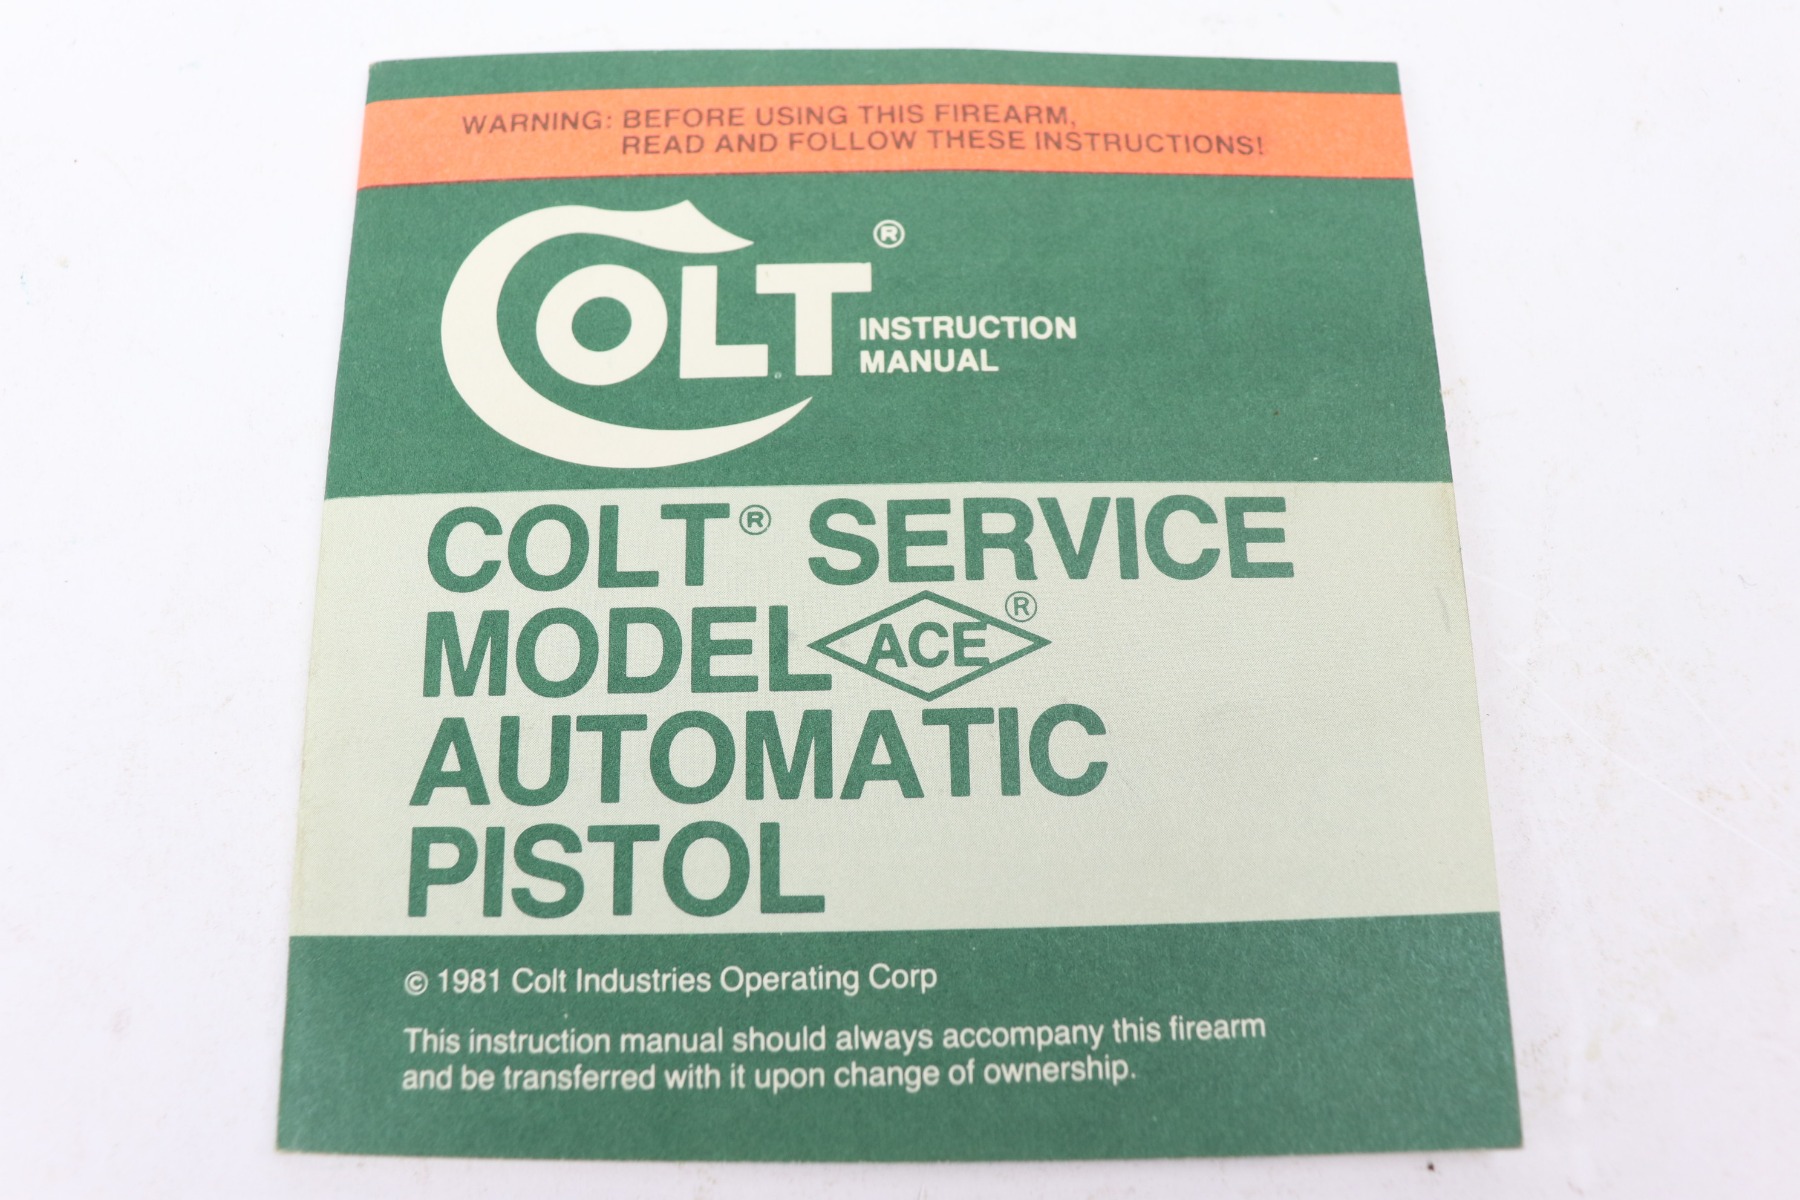 WARNING: BEFORE USING THIS FIREARM,
READ AND FOLLOW THESE INSTRUCTIONS!
COLT®
INSTRUCTION
MANUAL
COLT® SERVICE
MODEL ACE®
AUTOMATIC
PISTOL
© 1981 Colt Industries Operating Corp
This instruction manual should always accompany this firearm
and be transferred with it upon change of ownership.